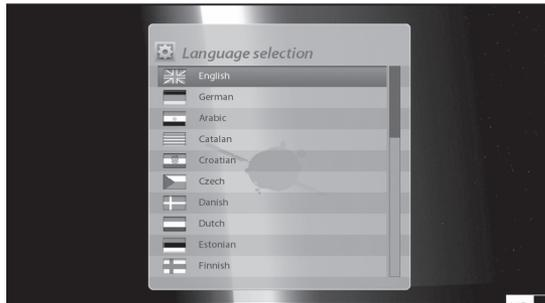 Language selection
English
German
Arabic
Catalan
Croatian
Czech
Danish
Dutch
Estonian
Finnish